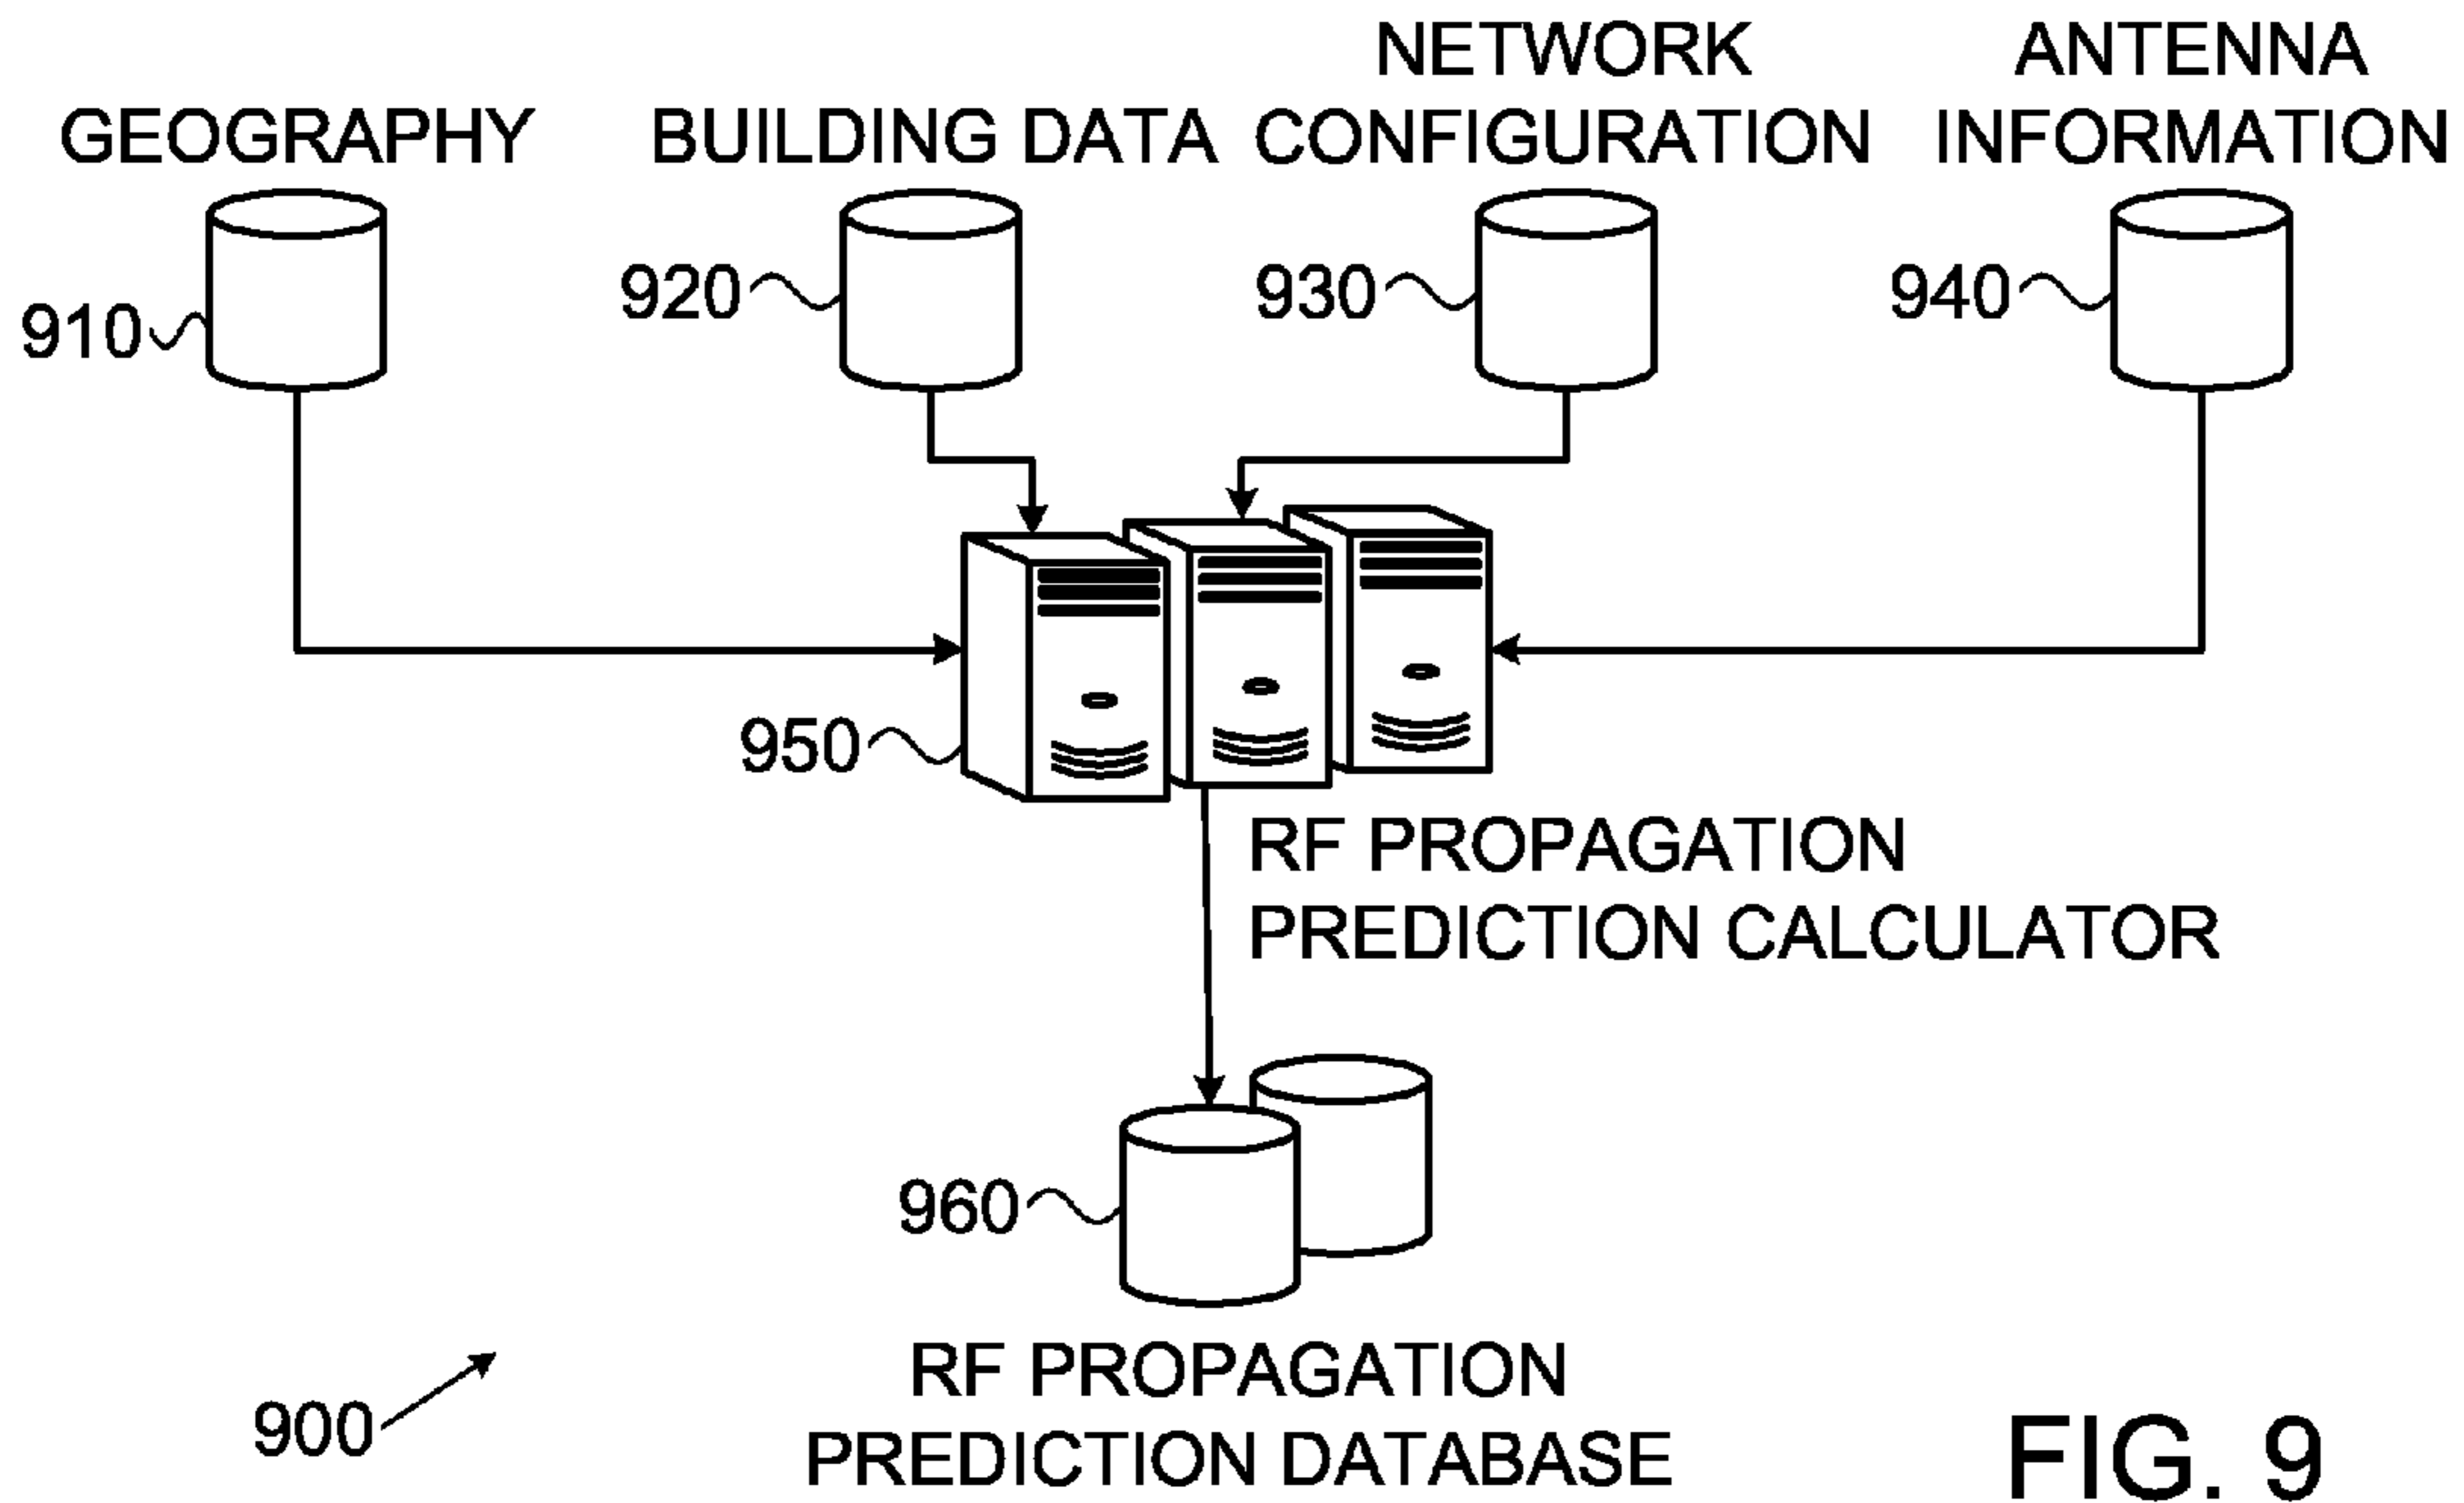 NETWORK
ANTENNA
GEOGRAPHY
BUILDING DATA
CONFIGURATION
INFORMATION
910
920
930
940
950
RF PROPAGATION
PREDICTION CALCULATOR
960
RF PROPAGATION
PREDICTION DATABASE
900
FIG. 9